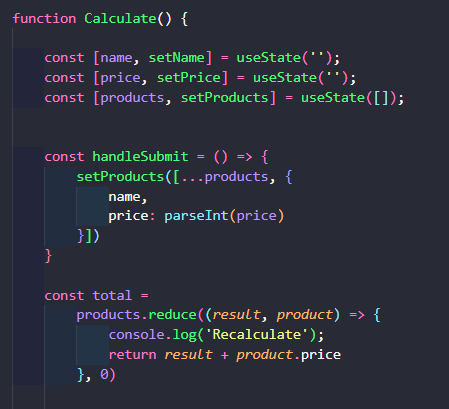 function Calculate() {
const [name, setName] = useState('');
const [price, setPrice] = useState('');
const [products, setProducts] = useState([]);
const handleSubmit = () => {
setProducts([...products, {
name,
price: parseInt(price)
}])
}
const total =
products.reduce((result, product) => {
console.log('Recalculate');
return result + product.price
}, 0)